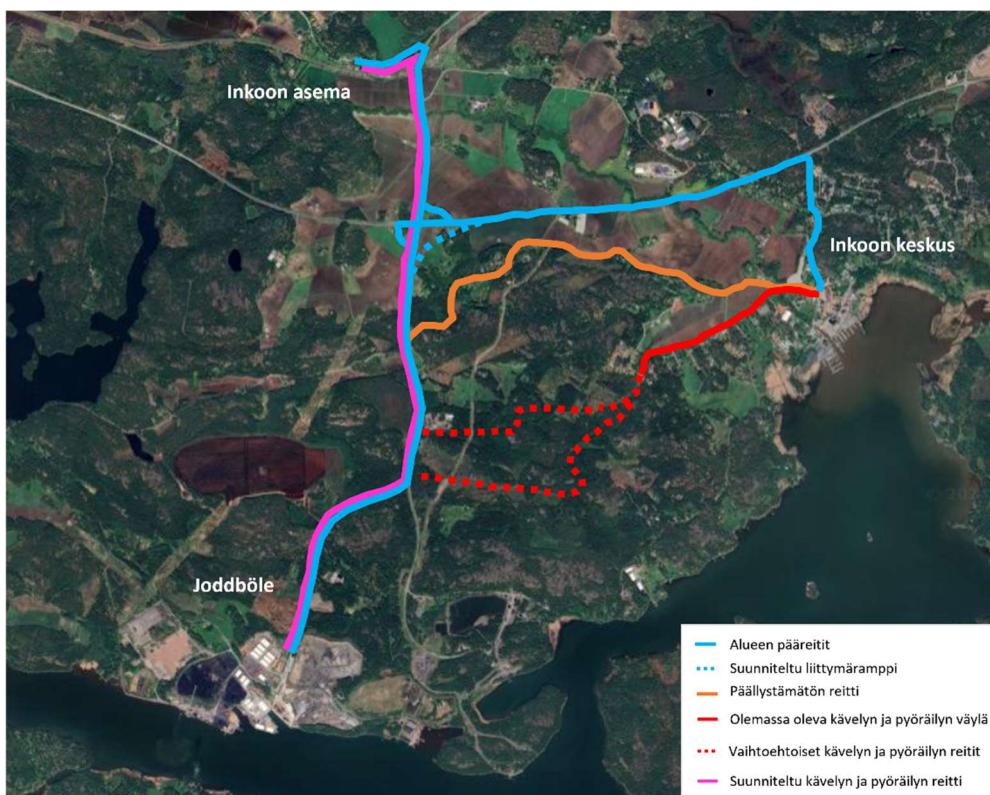 Inkoon asema
Inkoon keskus
Joddböle
Alueen pääreitit
Suunniteltu liittymäramppi
Päällystämätön reitti
Olemassa oleva kävelyn ja pyöräilyn väylä
Vaihtoehtoiset kävelyn ja pyöräilyn reitit
Suunniteltu kävelyn ja pyöräilyn reitti